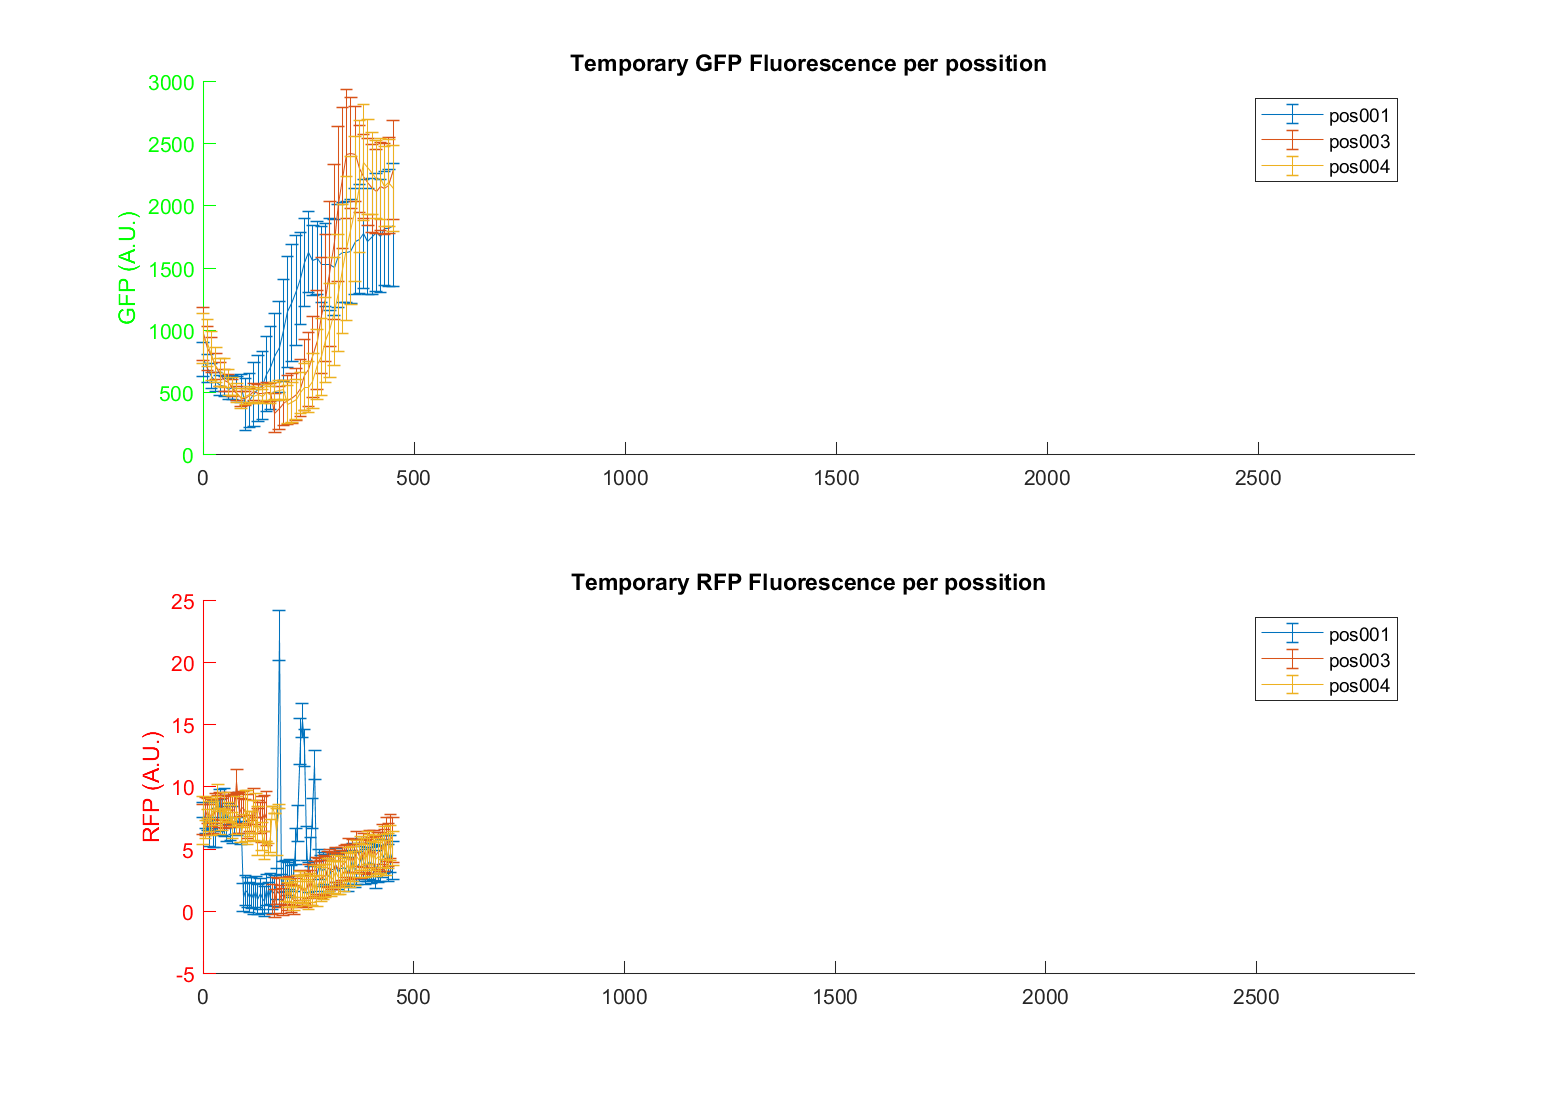 Temporary GFP Fluorescence per possition
3000
2500
2000
1500
1000
500
0
GFP (A.U.)
pos001
pos003
pos004
0 500 1000 1500 2000 2500
Temporary RFP Fluorescence per possition
25
20
15
10
5
0
-5
RFP (A.U.)
pos001
pos003
pos004
0 500 1000 1500 2000 2500